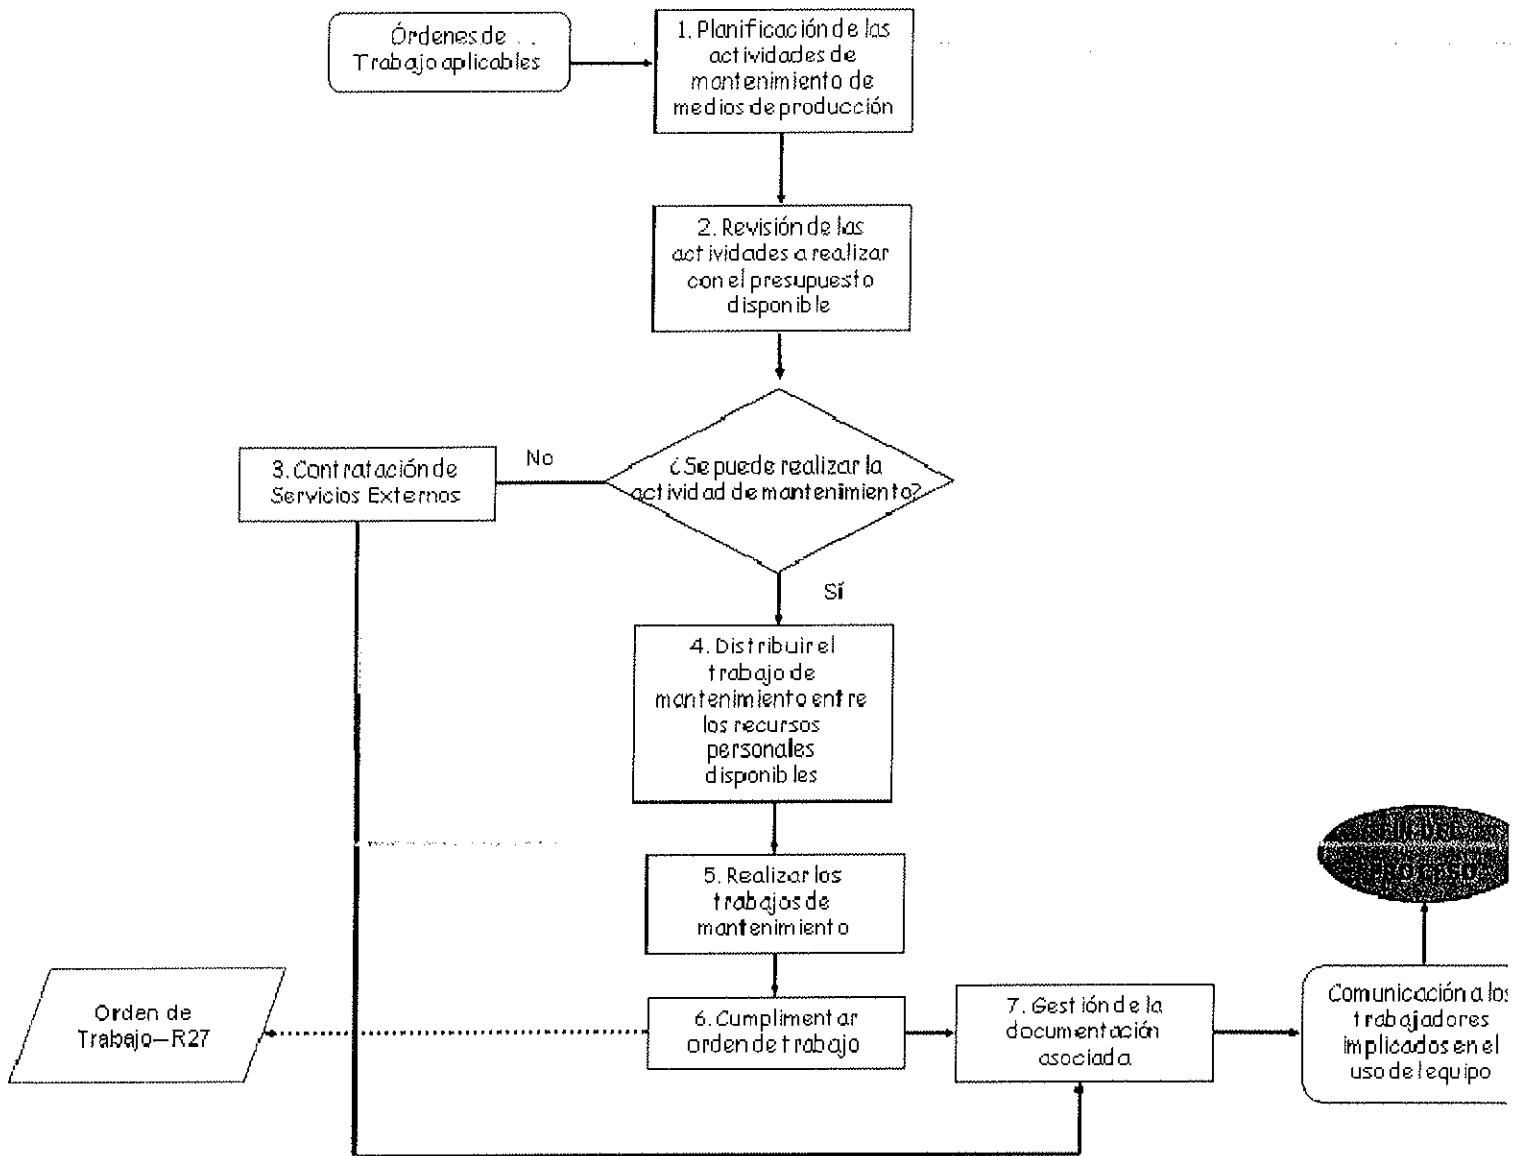 Órdenes de
Trabajo aplicables
1. Planificación de las
actividades de
mantenimiento de
medios de producción
2. Revisión de las
actividades a realizar
con el presupuesto
disponible
¿Se puede realizar la
actividad de mantenimiento?
No
3. Contratación de
Servicios Externos
Sí
4. Distribuir el
trabajo de
mantenimiento entre
los recursos
personales
disponibles
5. Realizar los
trabajos de
mantenimiento
6. Cumplimentar
orden de trabajo
Orden de
Trabajo–R27
7. Gestión de la
documentación
asociada
Comunicación a los
trabajadores
implicados en el
uso del equipo
FIN DEL
PROCESO